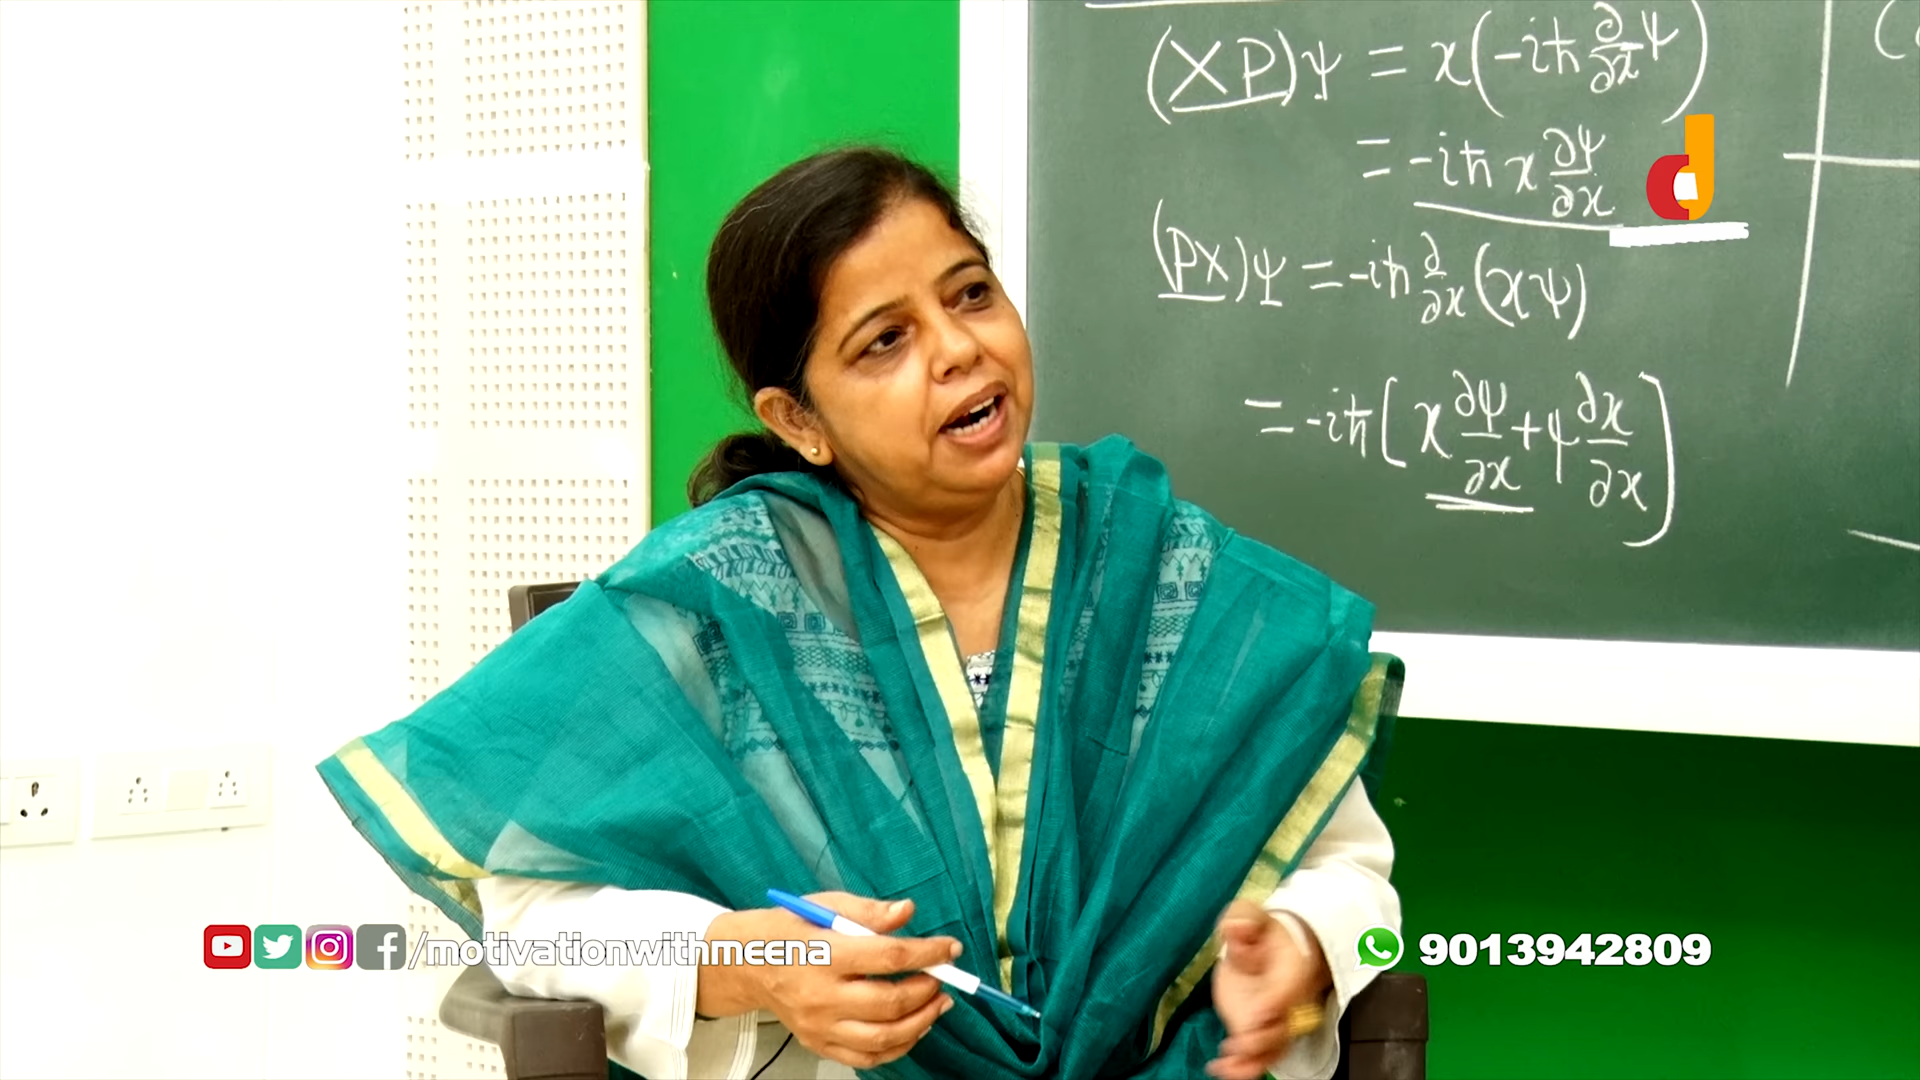 (XP)ψ = x(-iħ ∂/∂x ψ)
= -iħ x ∂ψ/∂x
(PX)ψ = -iħ ∂/∂x (xψ)
= -iħ [x ∂ψ/∂x + ψ ∂x/∂x]
/motivationwithmeena
9013942809